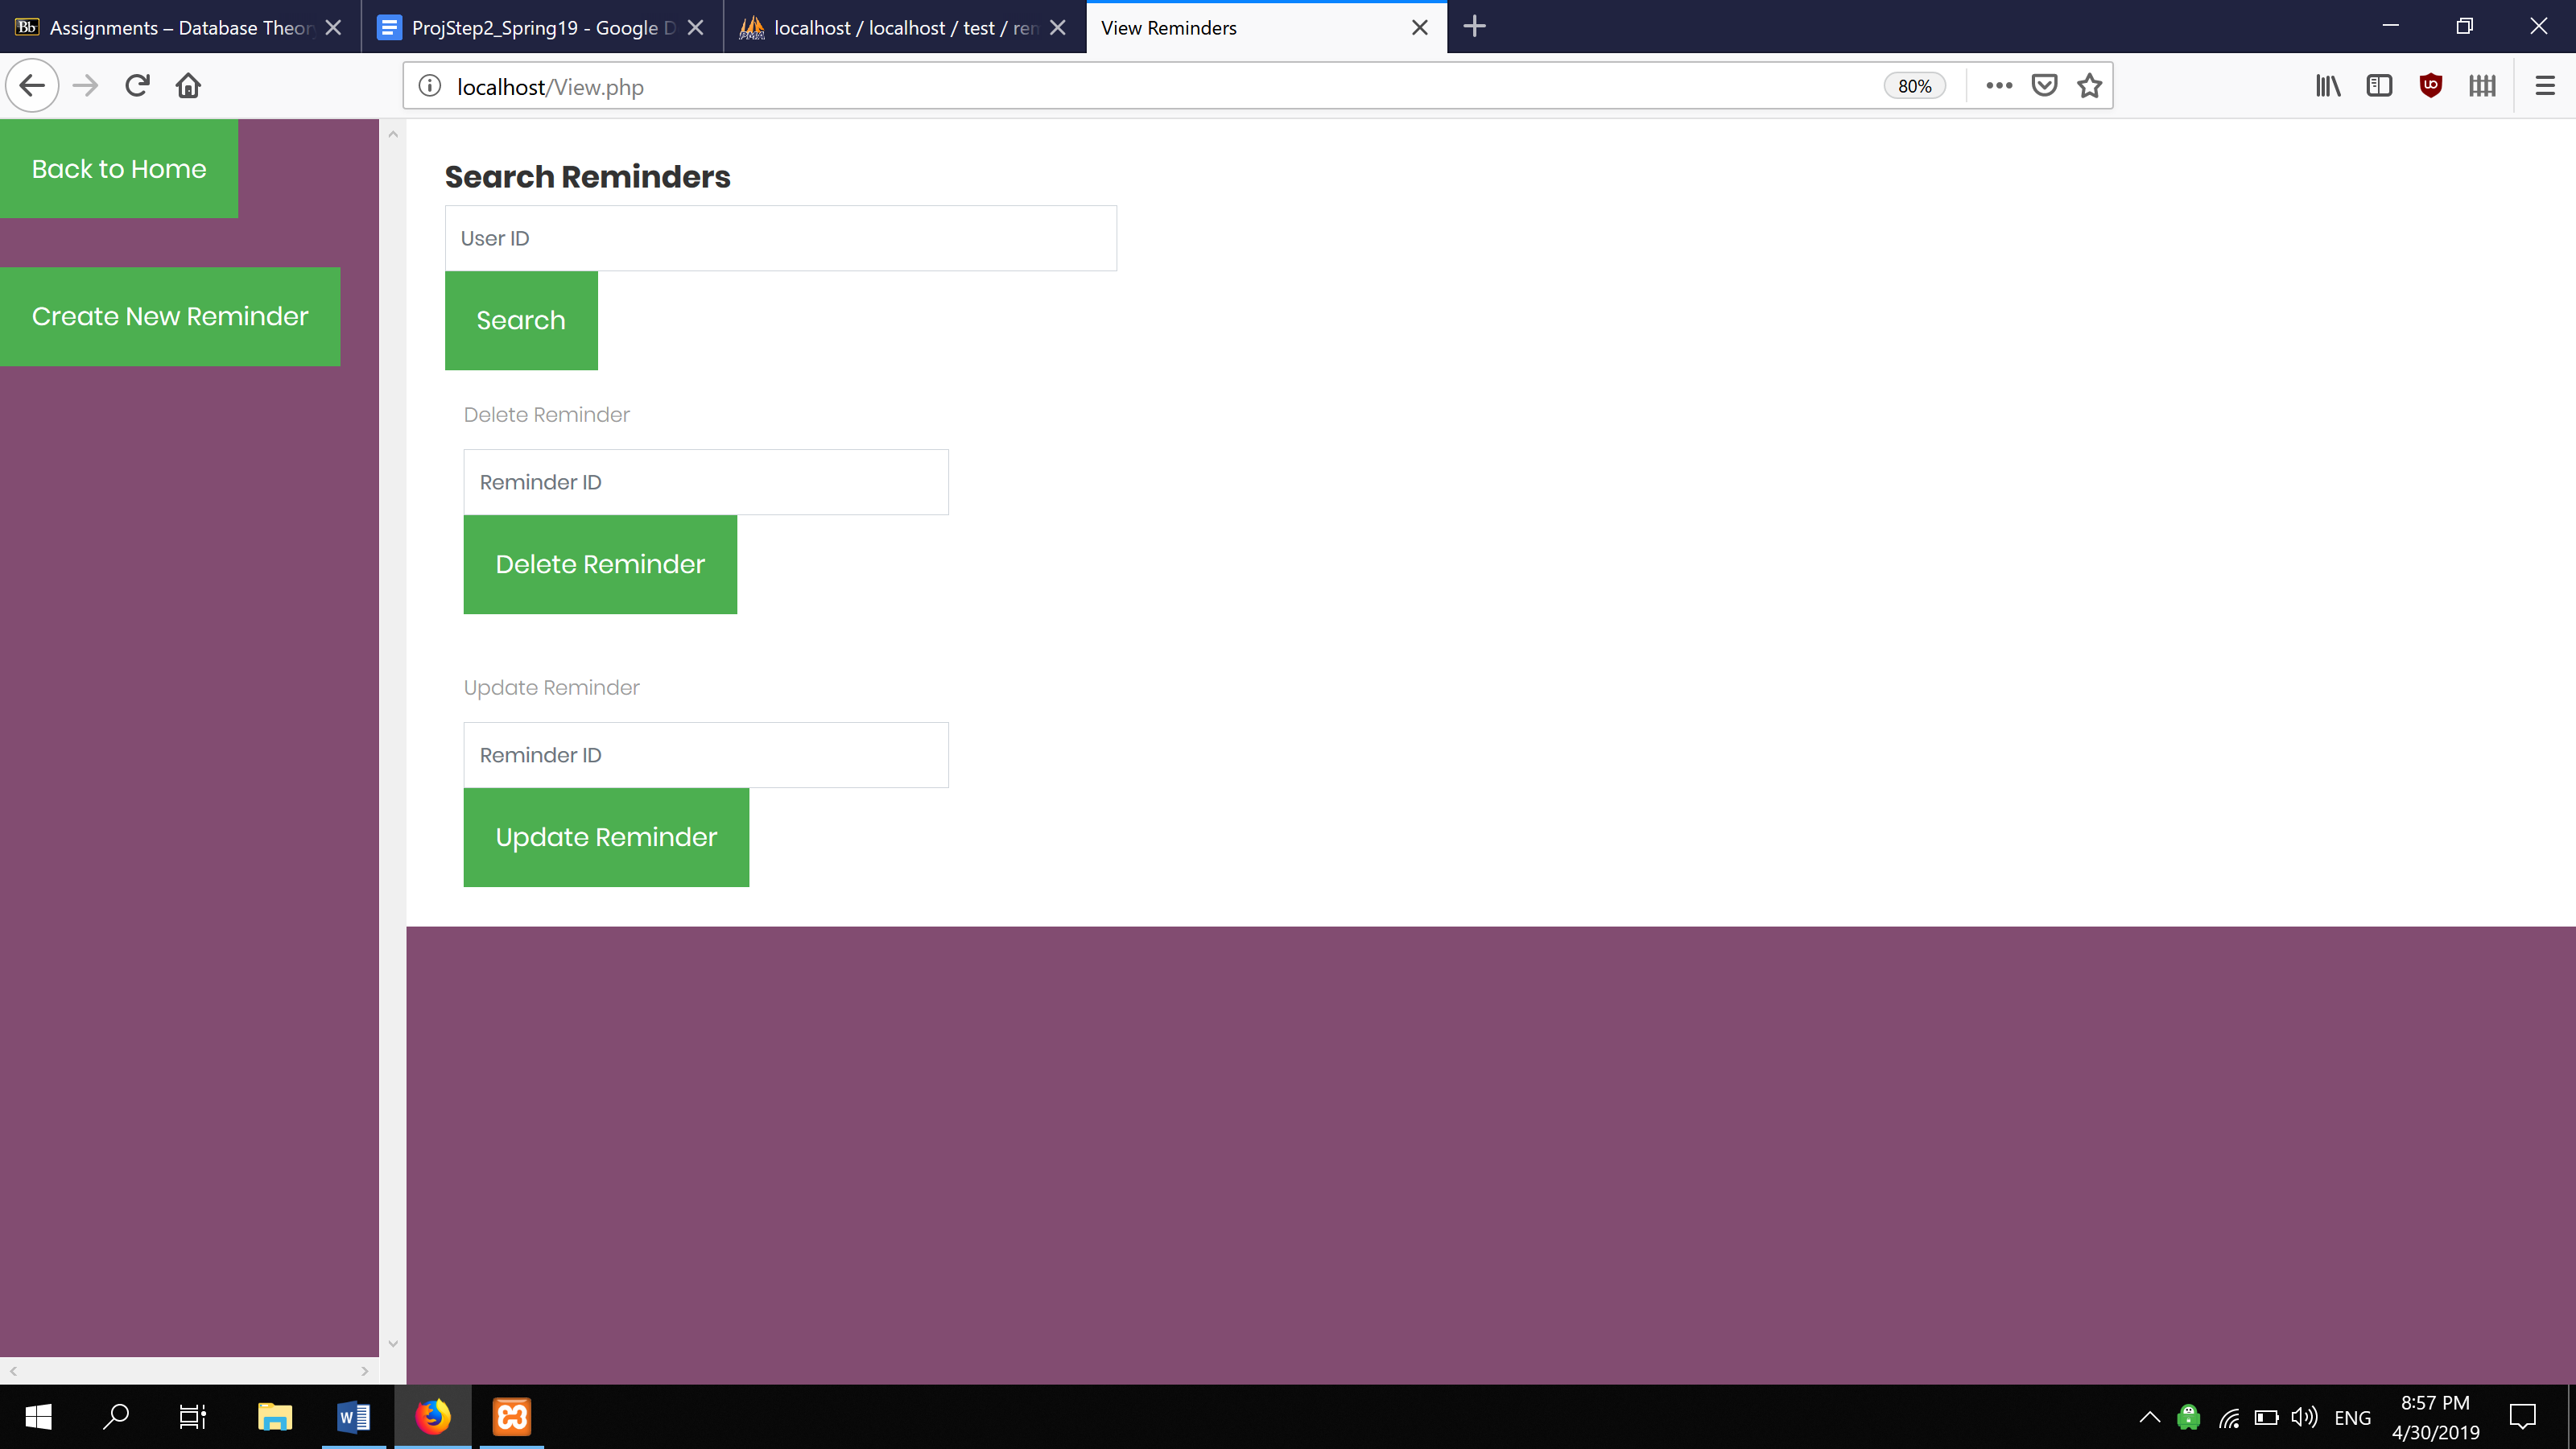 Assignments – Database Theor
ProjStep2_Spring19 - Google D
localhost / localhost / test / ren
View Reminders
localhost/View.php
80%
Back to Home
Create New Reminder
Search Reminders
User ID
Search
Delete Reminder
Reminder ID
Delete Reminder
Update Reminder
Reminder ID
Update Reminder
ENG
8:57 PM
4/30/2019